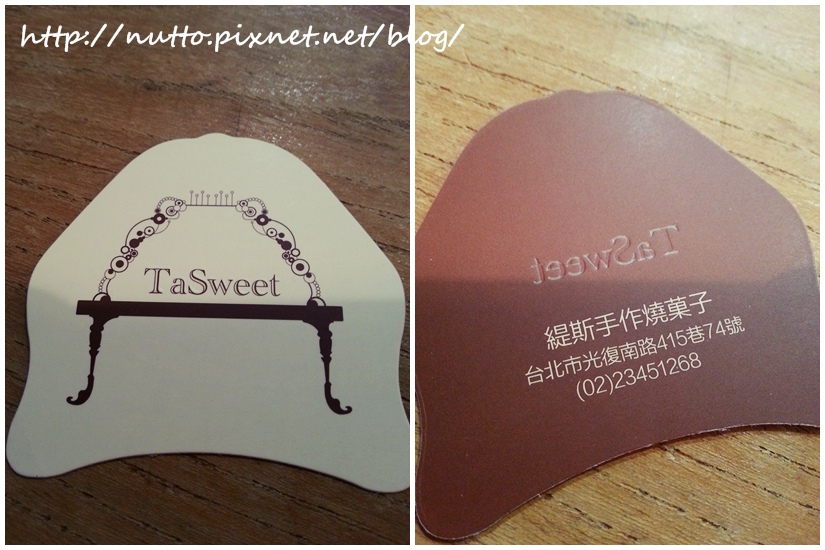 http://nutto.pixnet.net/blog/
TaSweet
TaSweet
緹斯手作燒菓子
台北市光復南路415巷74號
(02)23451268